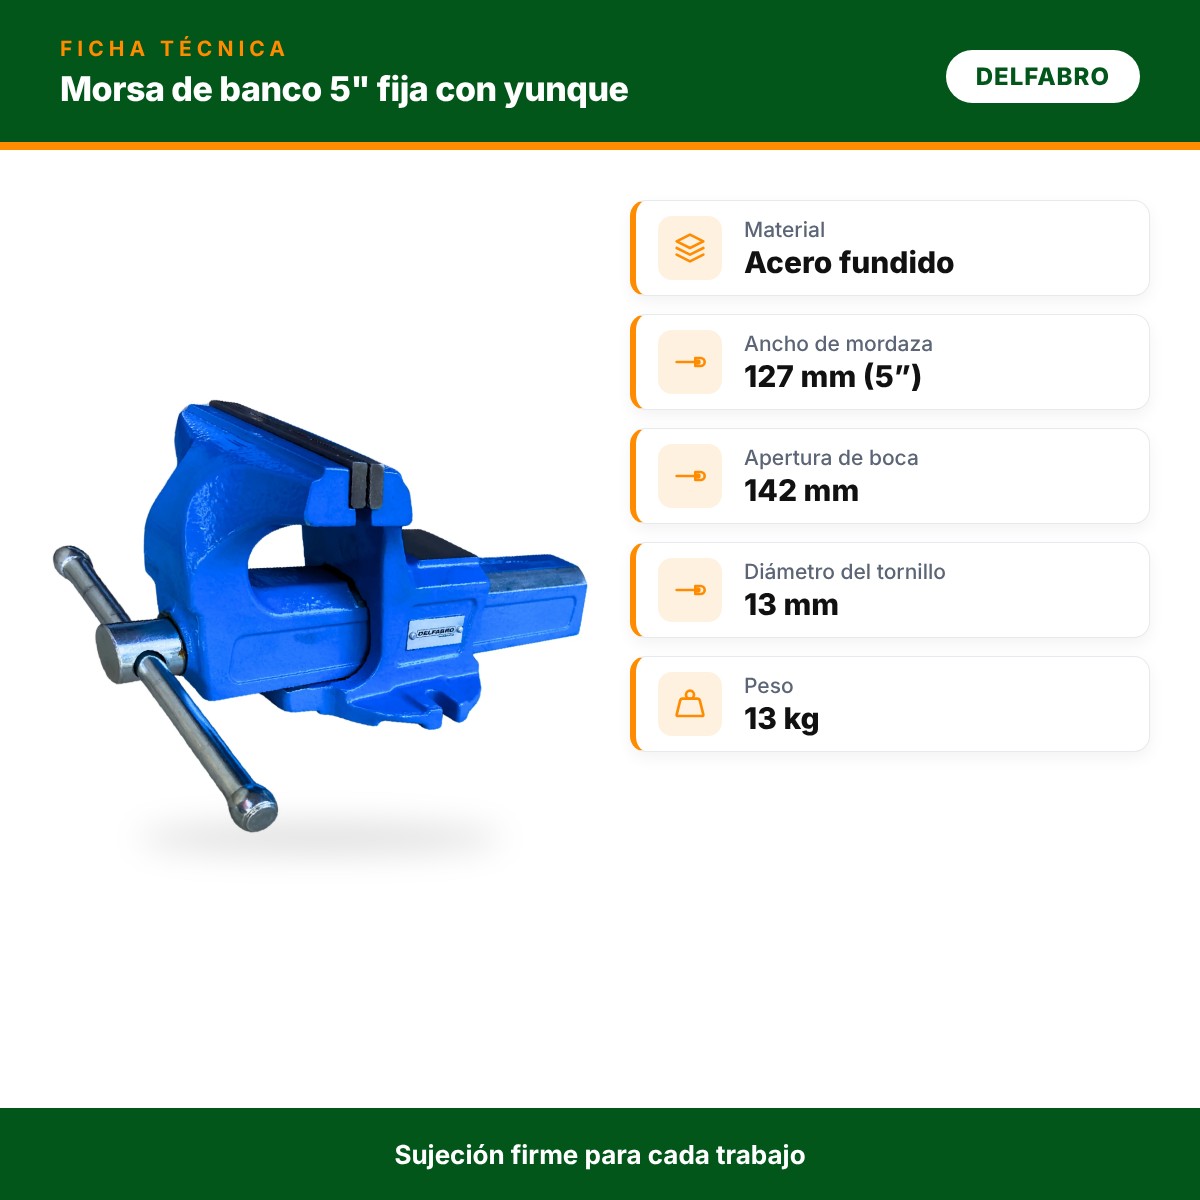 FICHA TÉCNICA
Morsa de banco 5" fija con yunque
DELFABRO
Material
Acero fundido
Ancho de mordaza
127 mm (5”)
Apertura de boca
142 mm
Diámetro del tornillo
13 mm
Peso
13 kg
DELFABRO
Sujeción firme para cada trabajo